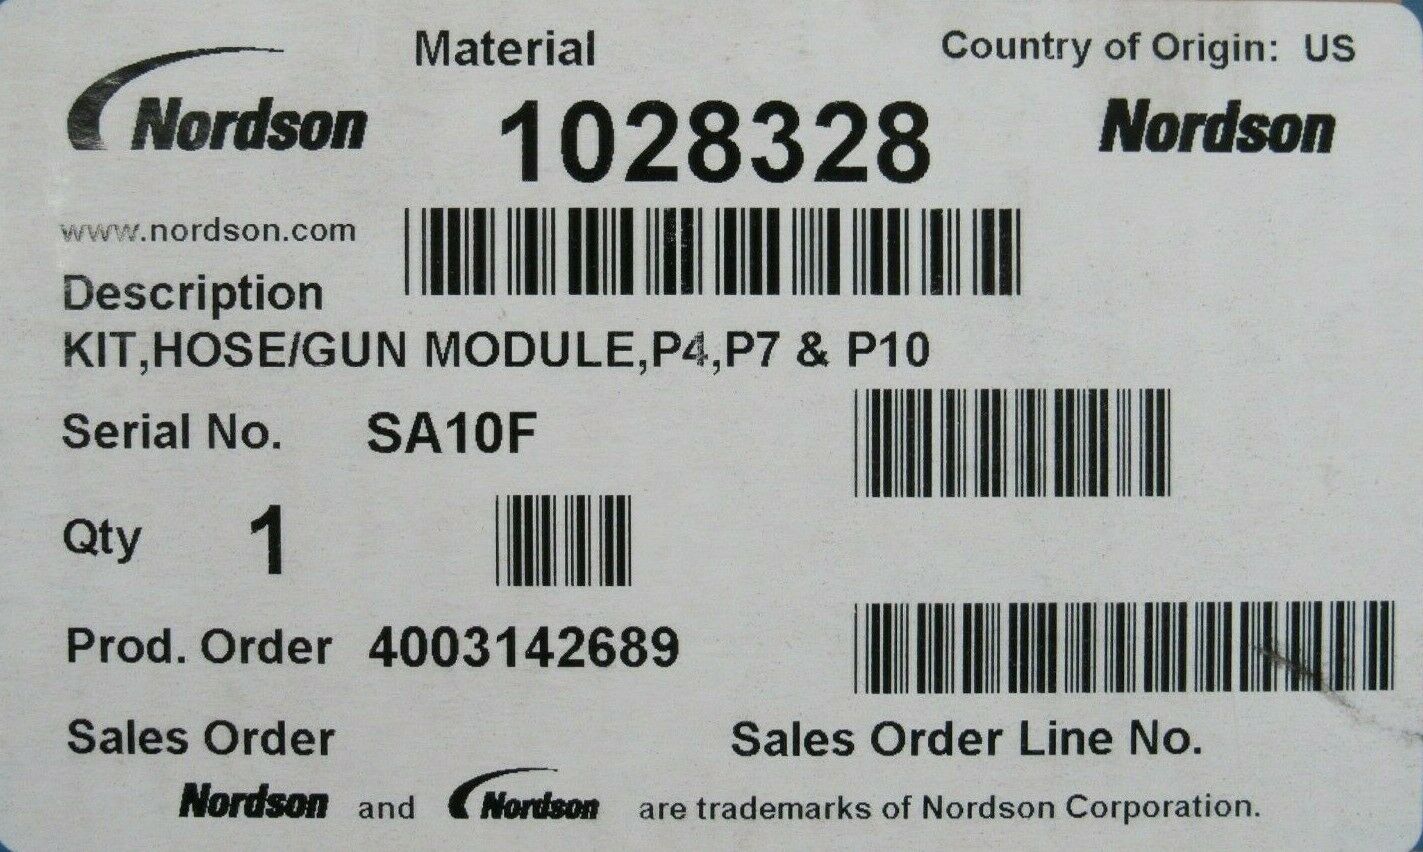 Material
Country of Origin: US
Nordson
1028328
Nordson
www.nordson.com
Description
KIT,HOSE/GUN MODULE,P4,P7 & P10
Serial No. SA10F
Qty 1
Prod. Order 4003142689
Sales Order
Sales Order Line No.
Nordson and Nordson are trademarks of Nordson Corporation.